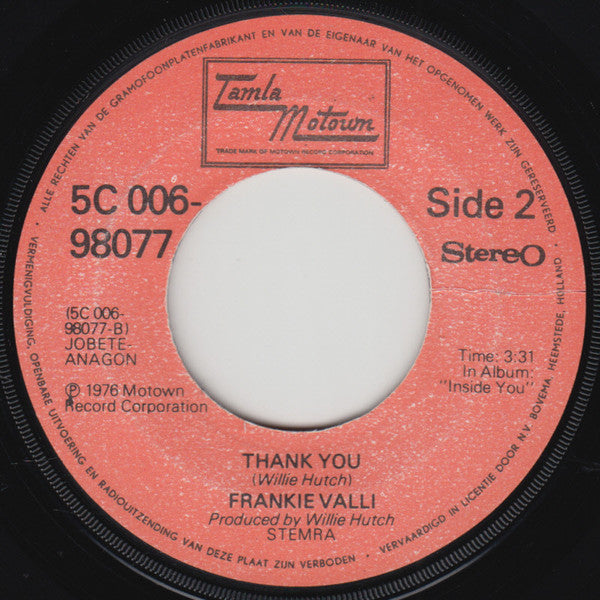 Tamla
Motown
TRADE MARK OF MOTOWN RECORD CORPORATION
5C 006-
98077
Side 2
Stereo
(5C 006-
98077-B)
JOBETE-
ANAGON
℗ 1976 Motown
Record Corporation
Time: 3:31
In Album:
"Inside You"
THANK YOU
(Willie Hutch)
FRANKIE VALLI
Produced by Willie Hutch
STEMRA
ALLE RECHTEN VAN DE GRAMOFOONPLATENFABRIKANT EN VAN DE EIGENAAR VAN HET OPGENOMEN WERK ZIJN GERESERVEERD
• VERMENIGVULDIGING, OPENBARE UITVOERING EN RADIOUITZENDING VAN DEZE PLAAT ZIJN VERBODEN •
VERVAARDIGD IN LICENTIE DOOR N.V. BOVEMA HEEMSTEDE, HOLLAND •